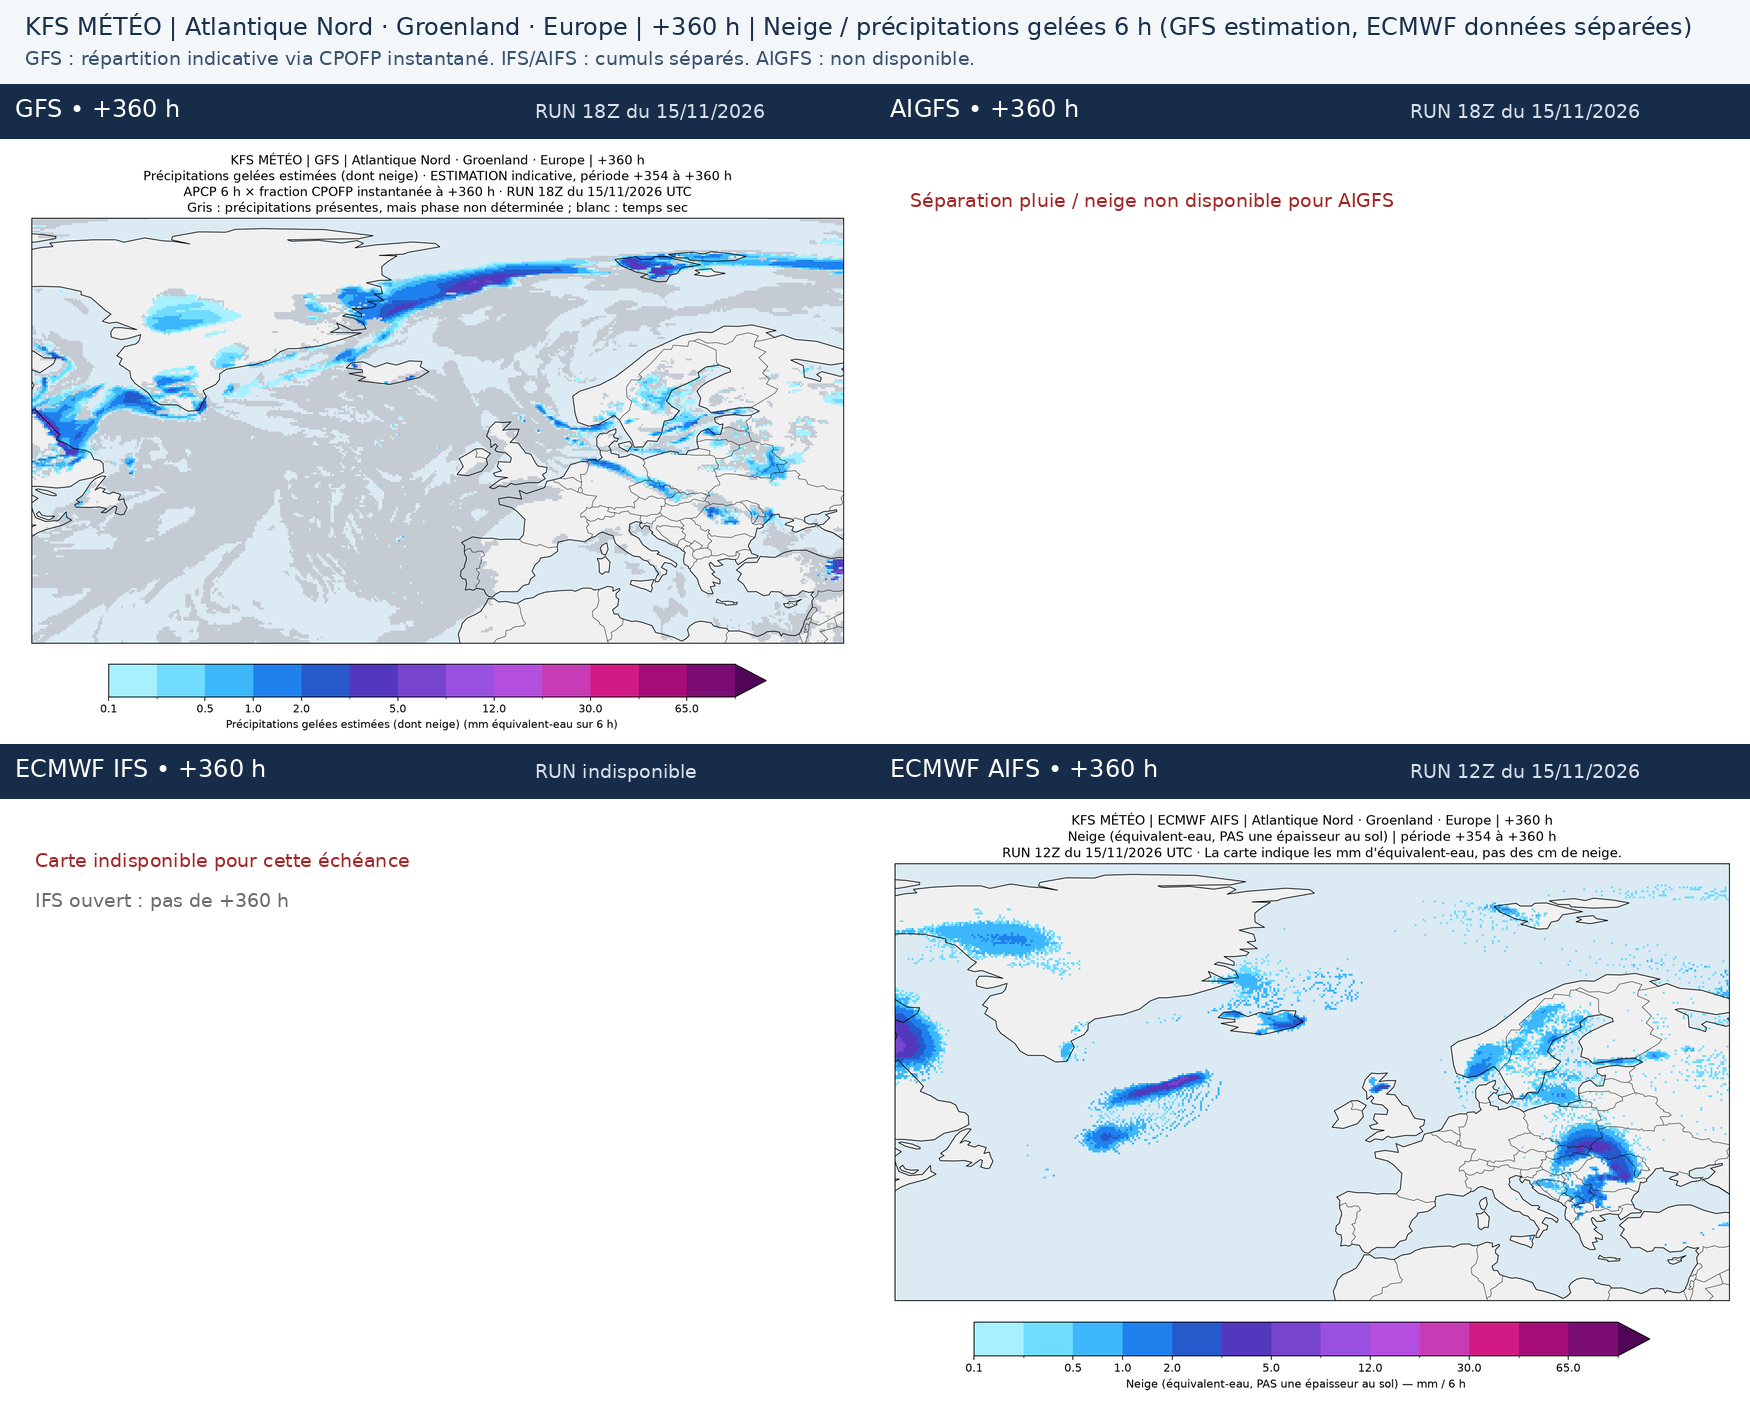 KFS MÉTÉO | Atlantique Nord · Groenland · Europe | +360 h | Neige / précipitations gelées 6 h (GFS estimation, ECMWF données séparées)
GFS : répartition indicative via CPOFP instantané. IFS/AIFS : cumuls séparés. AIGFS : non disponible.
GFS • +360 h
RUN 18Z du 15/11/2026
AIGFS • +360 h
RUN 18Z du 15/11/2026
KFS MÉTÉO | GFS | Atlantique Nord · Groenland · Europe | +360 h
Précipitations gelées estimées (dont neige) · ESTIMATION indicative, période +354 à +360 h
APCP 6 h × fraction CPOFP instantanée à +360 h · RUN 18Z du 15/11/2026 UTC
Gris : précipitations présentes, mais phase non déterminée ; blanc : temps sec
Séparation pluie / neige non disponible pour AIGFS
0.1 0.5 1.0 2.0 5.0 12.0 30.0 65.0
Précipitations gelées estimées (dont neige) (mm équivalent-eau sur 6 h)
ECMWF IFS • +360 h
RUN indisponible
ECMWF AIFS • +360 h
RUN 12Z du 15/11/2026
Carte indisponible pour cette échéance
IFS ouvert : pas de +360 h
KFS MÉTÉO | ECMWF AIFS | Atlantique Nord · Groenland · Europe | +360 h
Neige (équivalent-eau, PAS une épaisseur au sol) | période +354 à +360 h
RUN 12Z du 15/11/2026 UTC · La carte indique les mm d'équivalent-eau, pas des cm de neige.
0.1 0.5 1.0 2.0 5.0 12.0 30.0 65.0
Neige (équivalent-eau, PAS une épaisseur au sol) — mm / 6 h